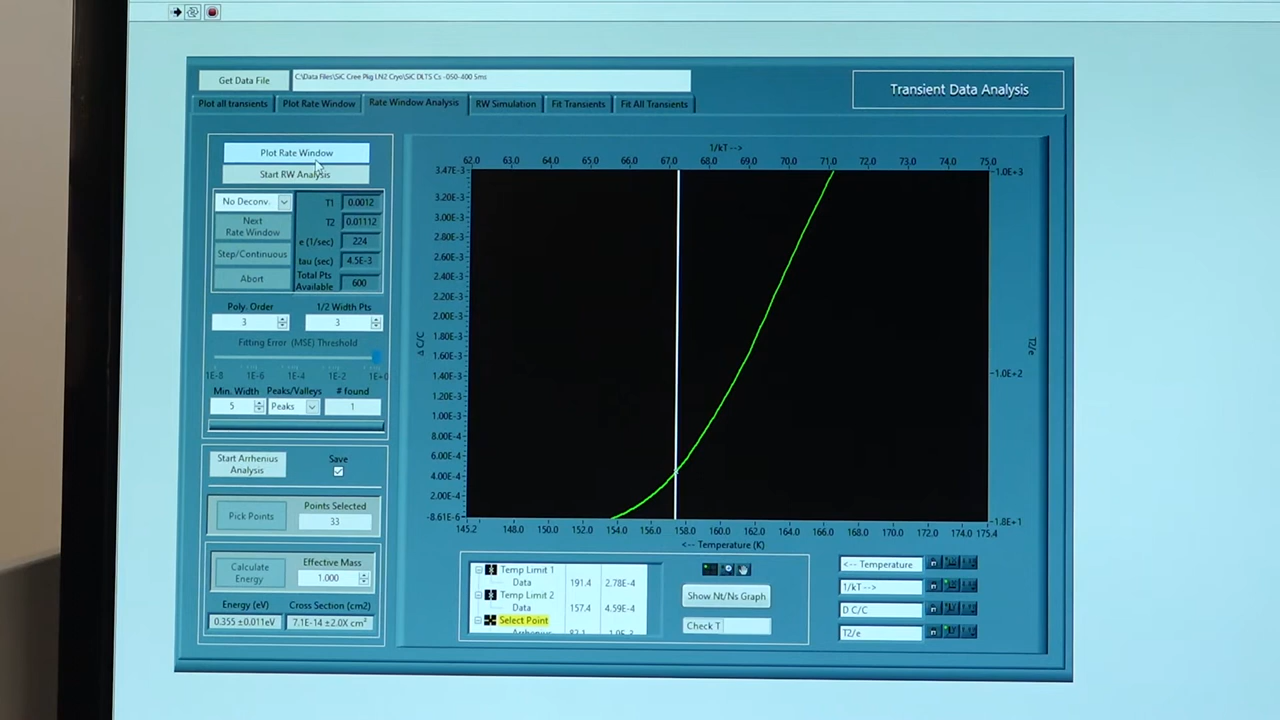 Get Data File
C:\Data Files\SiC Cree Pkg LN2 Cryo\SiC DLTS Cs -050-400 5ms
Transient Data Analysis
Plot all transients
Plot Rate Window
Rate Window Analysis
RW Simulation
Fit Transients
Fit All Transients
Plot Rate Window
Start RW Analysis
No Deconv.
T1 0.0012
Next
Rate Window
T2 0.01112
e (1/sec) 224
Step/Continuous
tau (sec) 4.5E-3
Abort
Total Pts
Available
600
Poly. Order
1/2 Width Pts
3
3
Fitting Error (MSE) Threshold
1E-8 1E-6 1E-4 1E-2 1E+0
Min. Width Peaks/Valleys # found
5 Peaks 1
Start Arrhenius
Analysis
Save
Pick Points
Points Selected
33
Calculate
Energy
Effective Mass
1.000
Energy (eV) Cross Section (cm2)
0.355 ±0.011eV 7.1E-14 ±2.0X cm²
1/kT -->
62.0 63.0 64.0 65.0 66.0 67.0 68.0 69.0 70.0 71.0 72.0 73.0 74.0 75.0
3.47E-3
3.20E-3
3.00E-3
2.80E-3
2.60E-3
2.40E-3
2.20E-3
2.00E-3
1.80E-3
1.60E-3
1.40E-3
1.20E-3
1.00E-3
8.00E-4
6.00E-4
4.00E-4
2.00E-4
-8.61E-6
Δ C/C
1.0E+3
1.0E+2
1.8E+1
T2/e
145.2 148.0 150.0 152.0 154.0 156.0 158.0 160.0 162.0 164.0 166.0 168.0 170.0 172.0 175.4
<-- Temperature (K)
Temp Limit 1
Data 191.4 2.78E-4
Temp Limit 2
Data 157.4 4.59E-4
Select Point
Show Nt/Ns Graph
Check T
<-- Temperature
1/kT -->
D C/C
T2/e